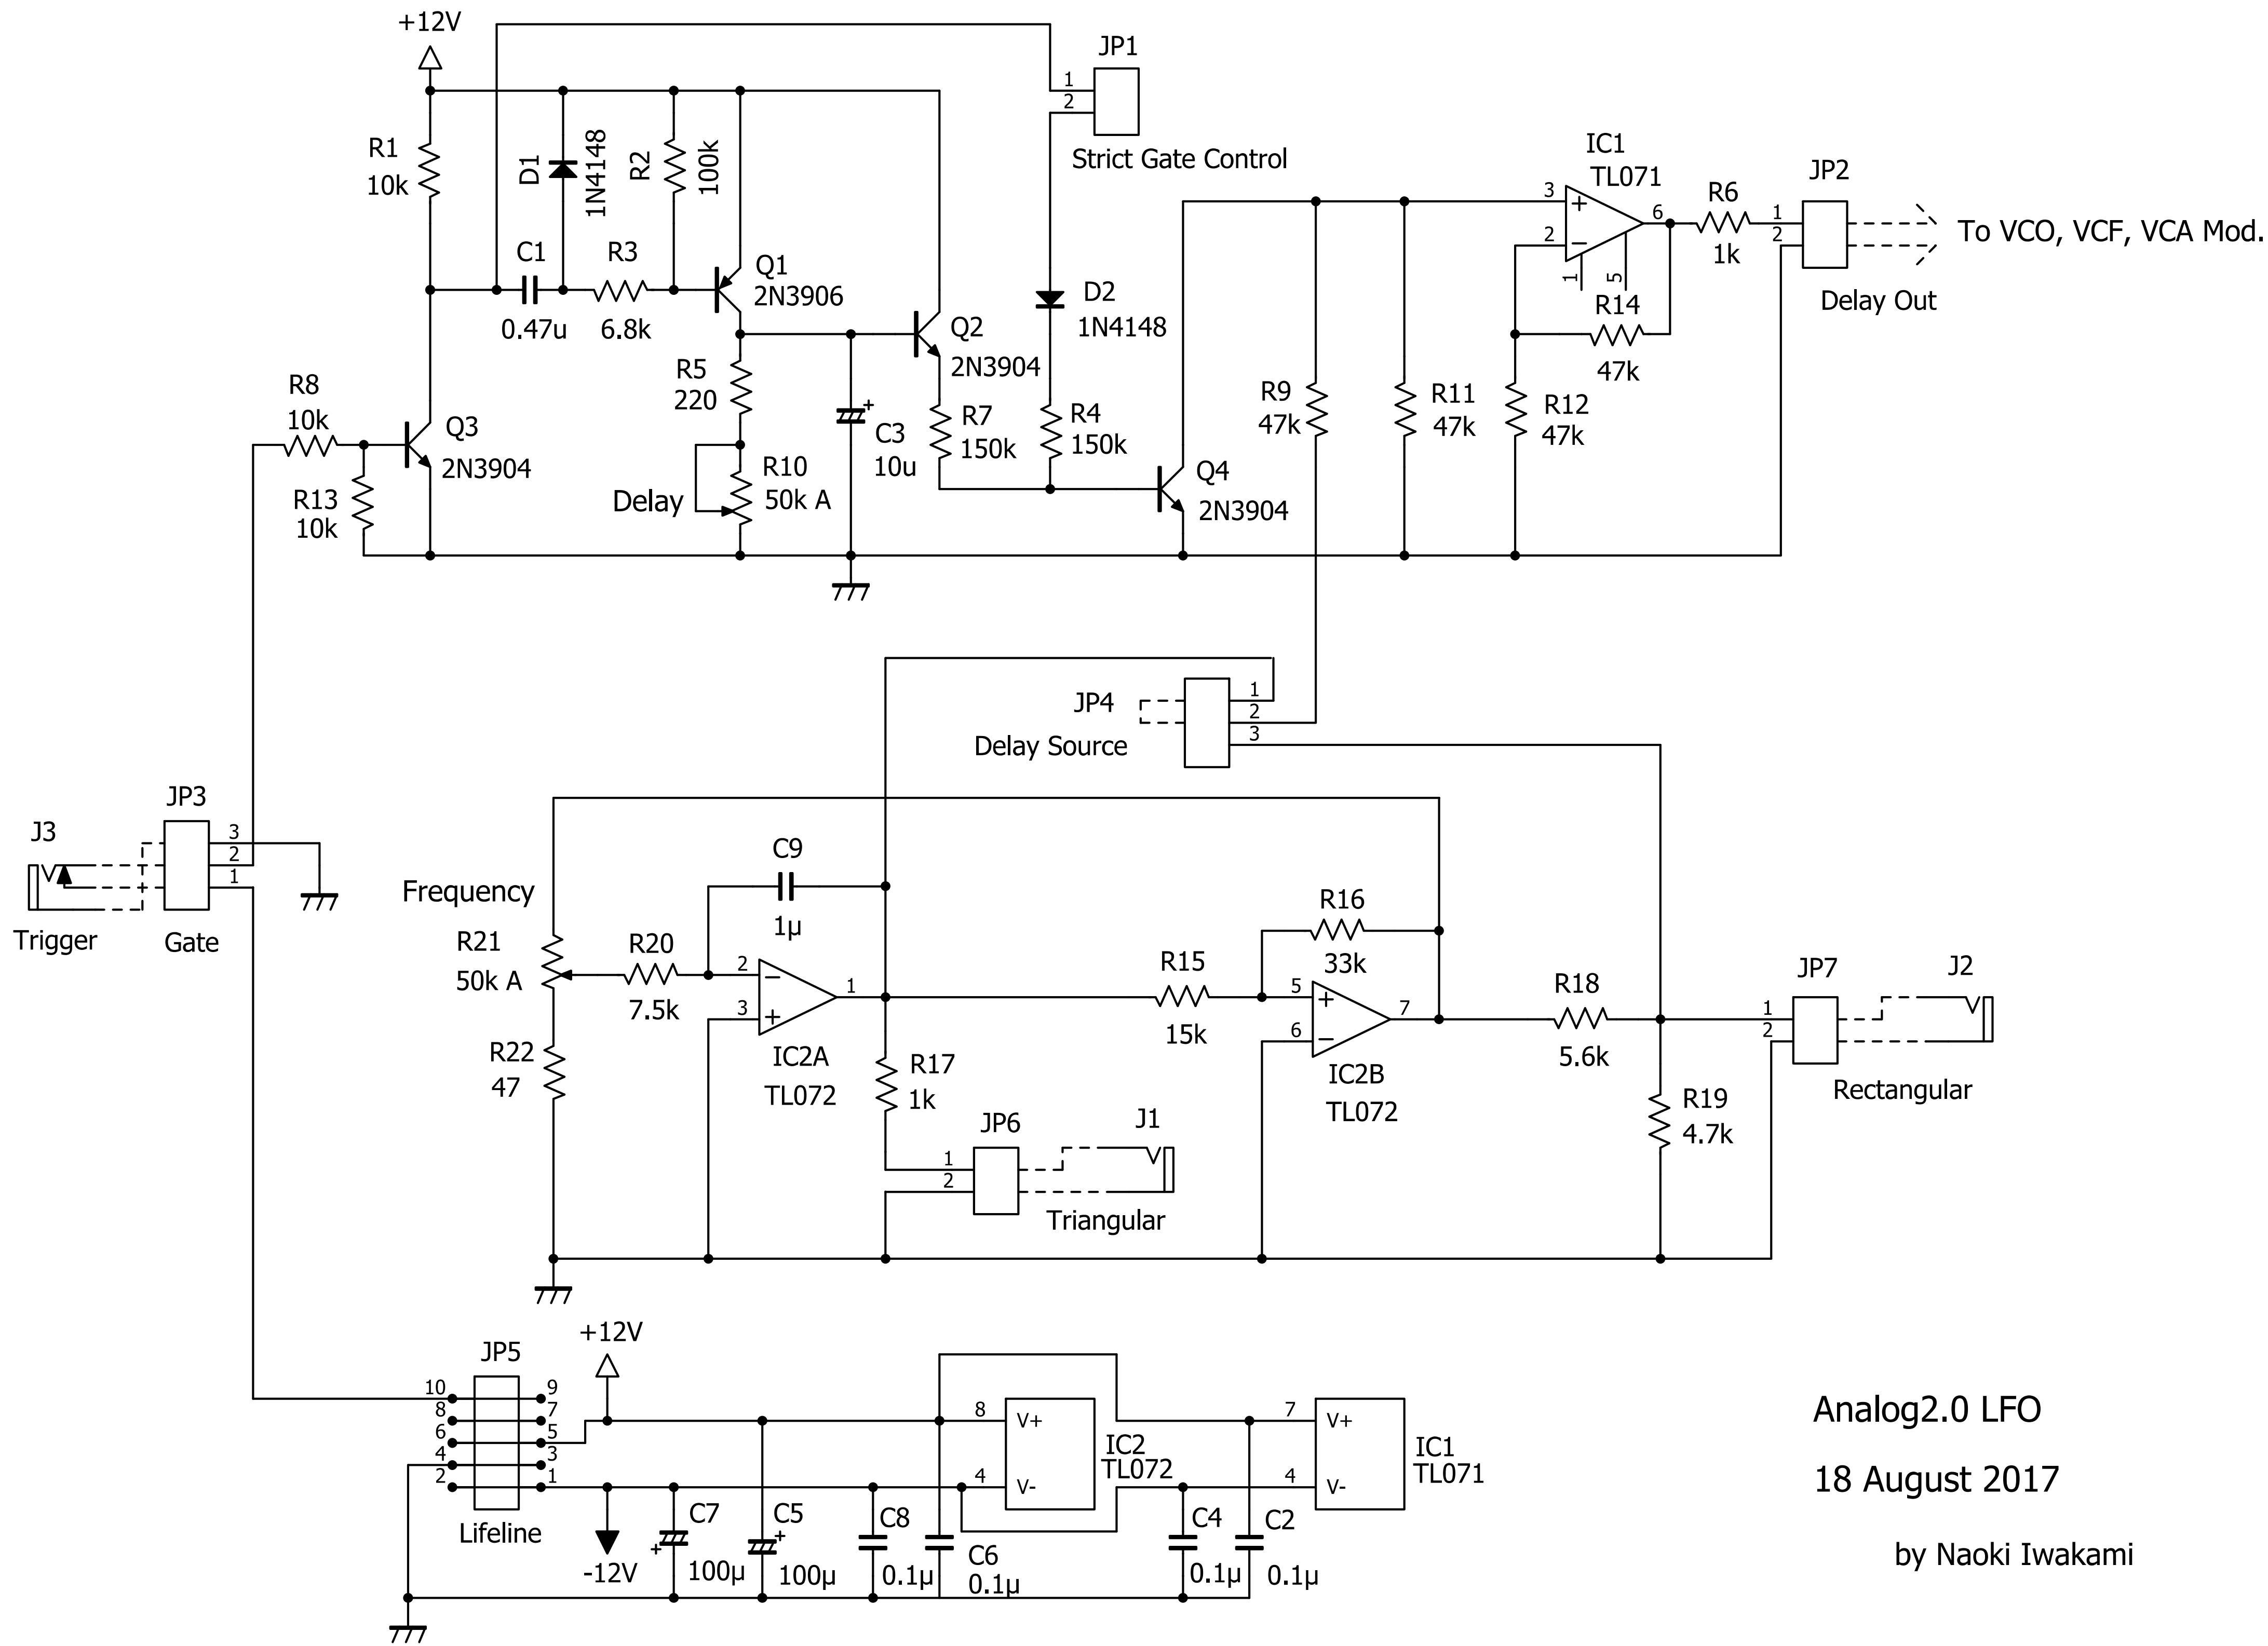 +12V
JP1
1
2
Strict Gate Control
R1
10k
D1
1N4148
R2
100k
C1
0.47u
R3
6.8k
Q1
2N3906
Q2
2N3904
D2
1N4148
IC1
TL071
3
2
6
1
5
R6
1k
JP2
1
2
To VCO, VCF, VCA Mod.
Delay Out
R14
47k
R8
10k
R13
10k
Q3
2N3904
R5
220
Delay
R10
50k A
C3
10u
+
R7
150k
R4
150k
Q4
2N3904
R9
47k
R11
47k
R12
47k
JP4
1
2
3
Delay Source
J3
Trigger
JP3
3
2
1
Gate
Frequency
R21
50k A
R22
47
R20
7.5k
C9
1µ
2
3
1
IC2A
TL072
R17
1k
JP6
1
2
J1
Triangular
R15
15k
R16
33k
5
6
7
IC2B
TL072
R18
5.6k
R19
4.7k
JP7
1
2
J2
Rectangular
JP5
10
8
6
4
2
9
7
5
3
1
Lifeline
+12V
-12V
C7
100µ
+
C5
100µ
+
C8
0.1µ
C6
0.1µ
8
V+
4
V-
IC2
TL072
C4
0.1µ
C2
0.1µ
7
V+
4
V-
IC1
TL071
Analog2.0 LFO
18 August 2017
by Naoki Iwakami